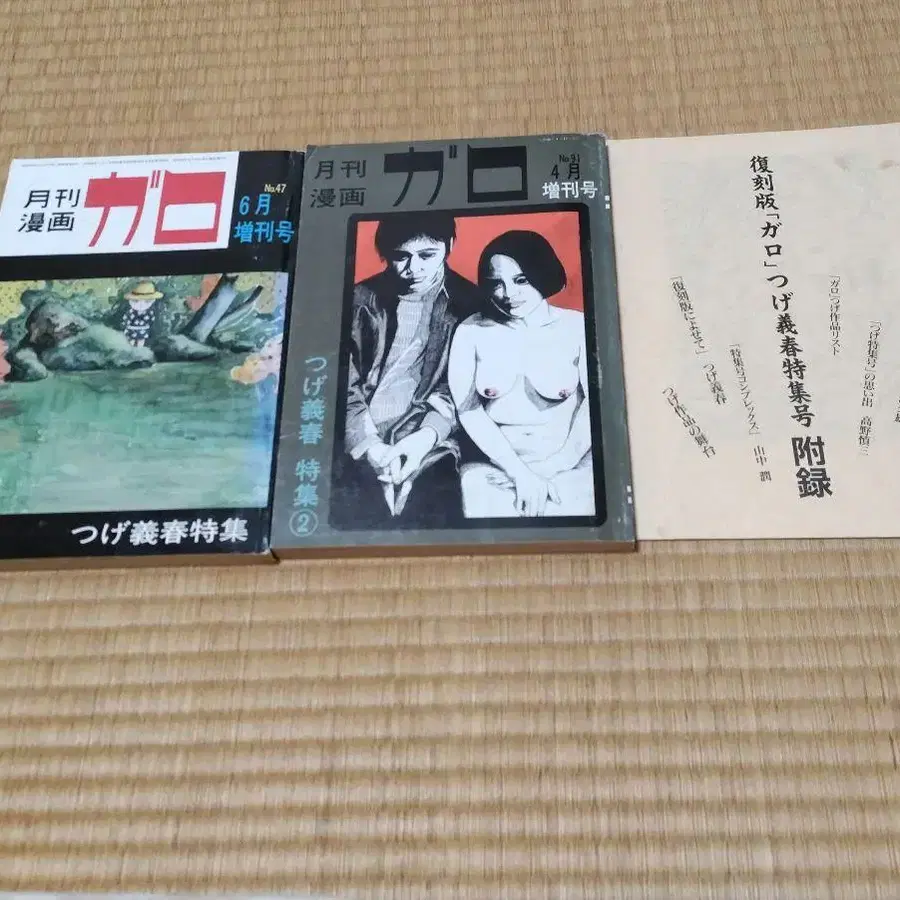 月刊
漫画
ガロ
No.47
6月
増刊号
つげ義春特集
月刊
漫画
ガロ
No.91
4月
増刊号
つげ義春 特集②
「つげ特集号」の思い出 高野慎三
「ガロ」つげ作品リスト
復刻版「ガロ」つげ義春特集号 附録
「特集号コンプレックス」 山中 潤
「復刻版によせて」 つげ義春
つげ作品の舞台